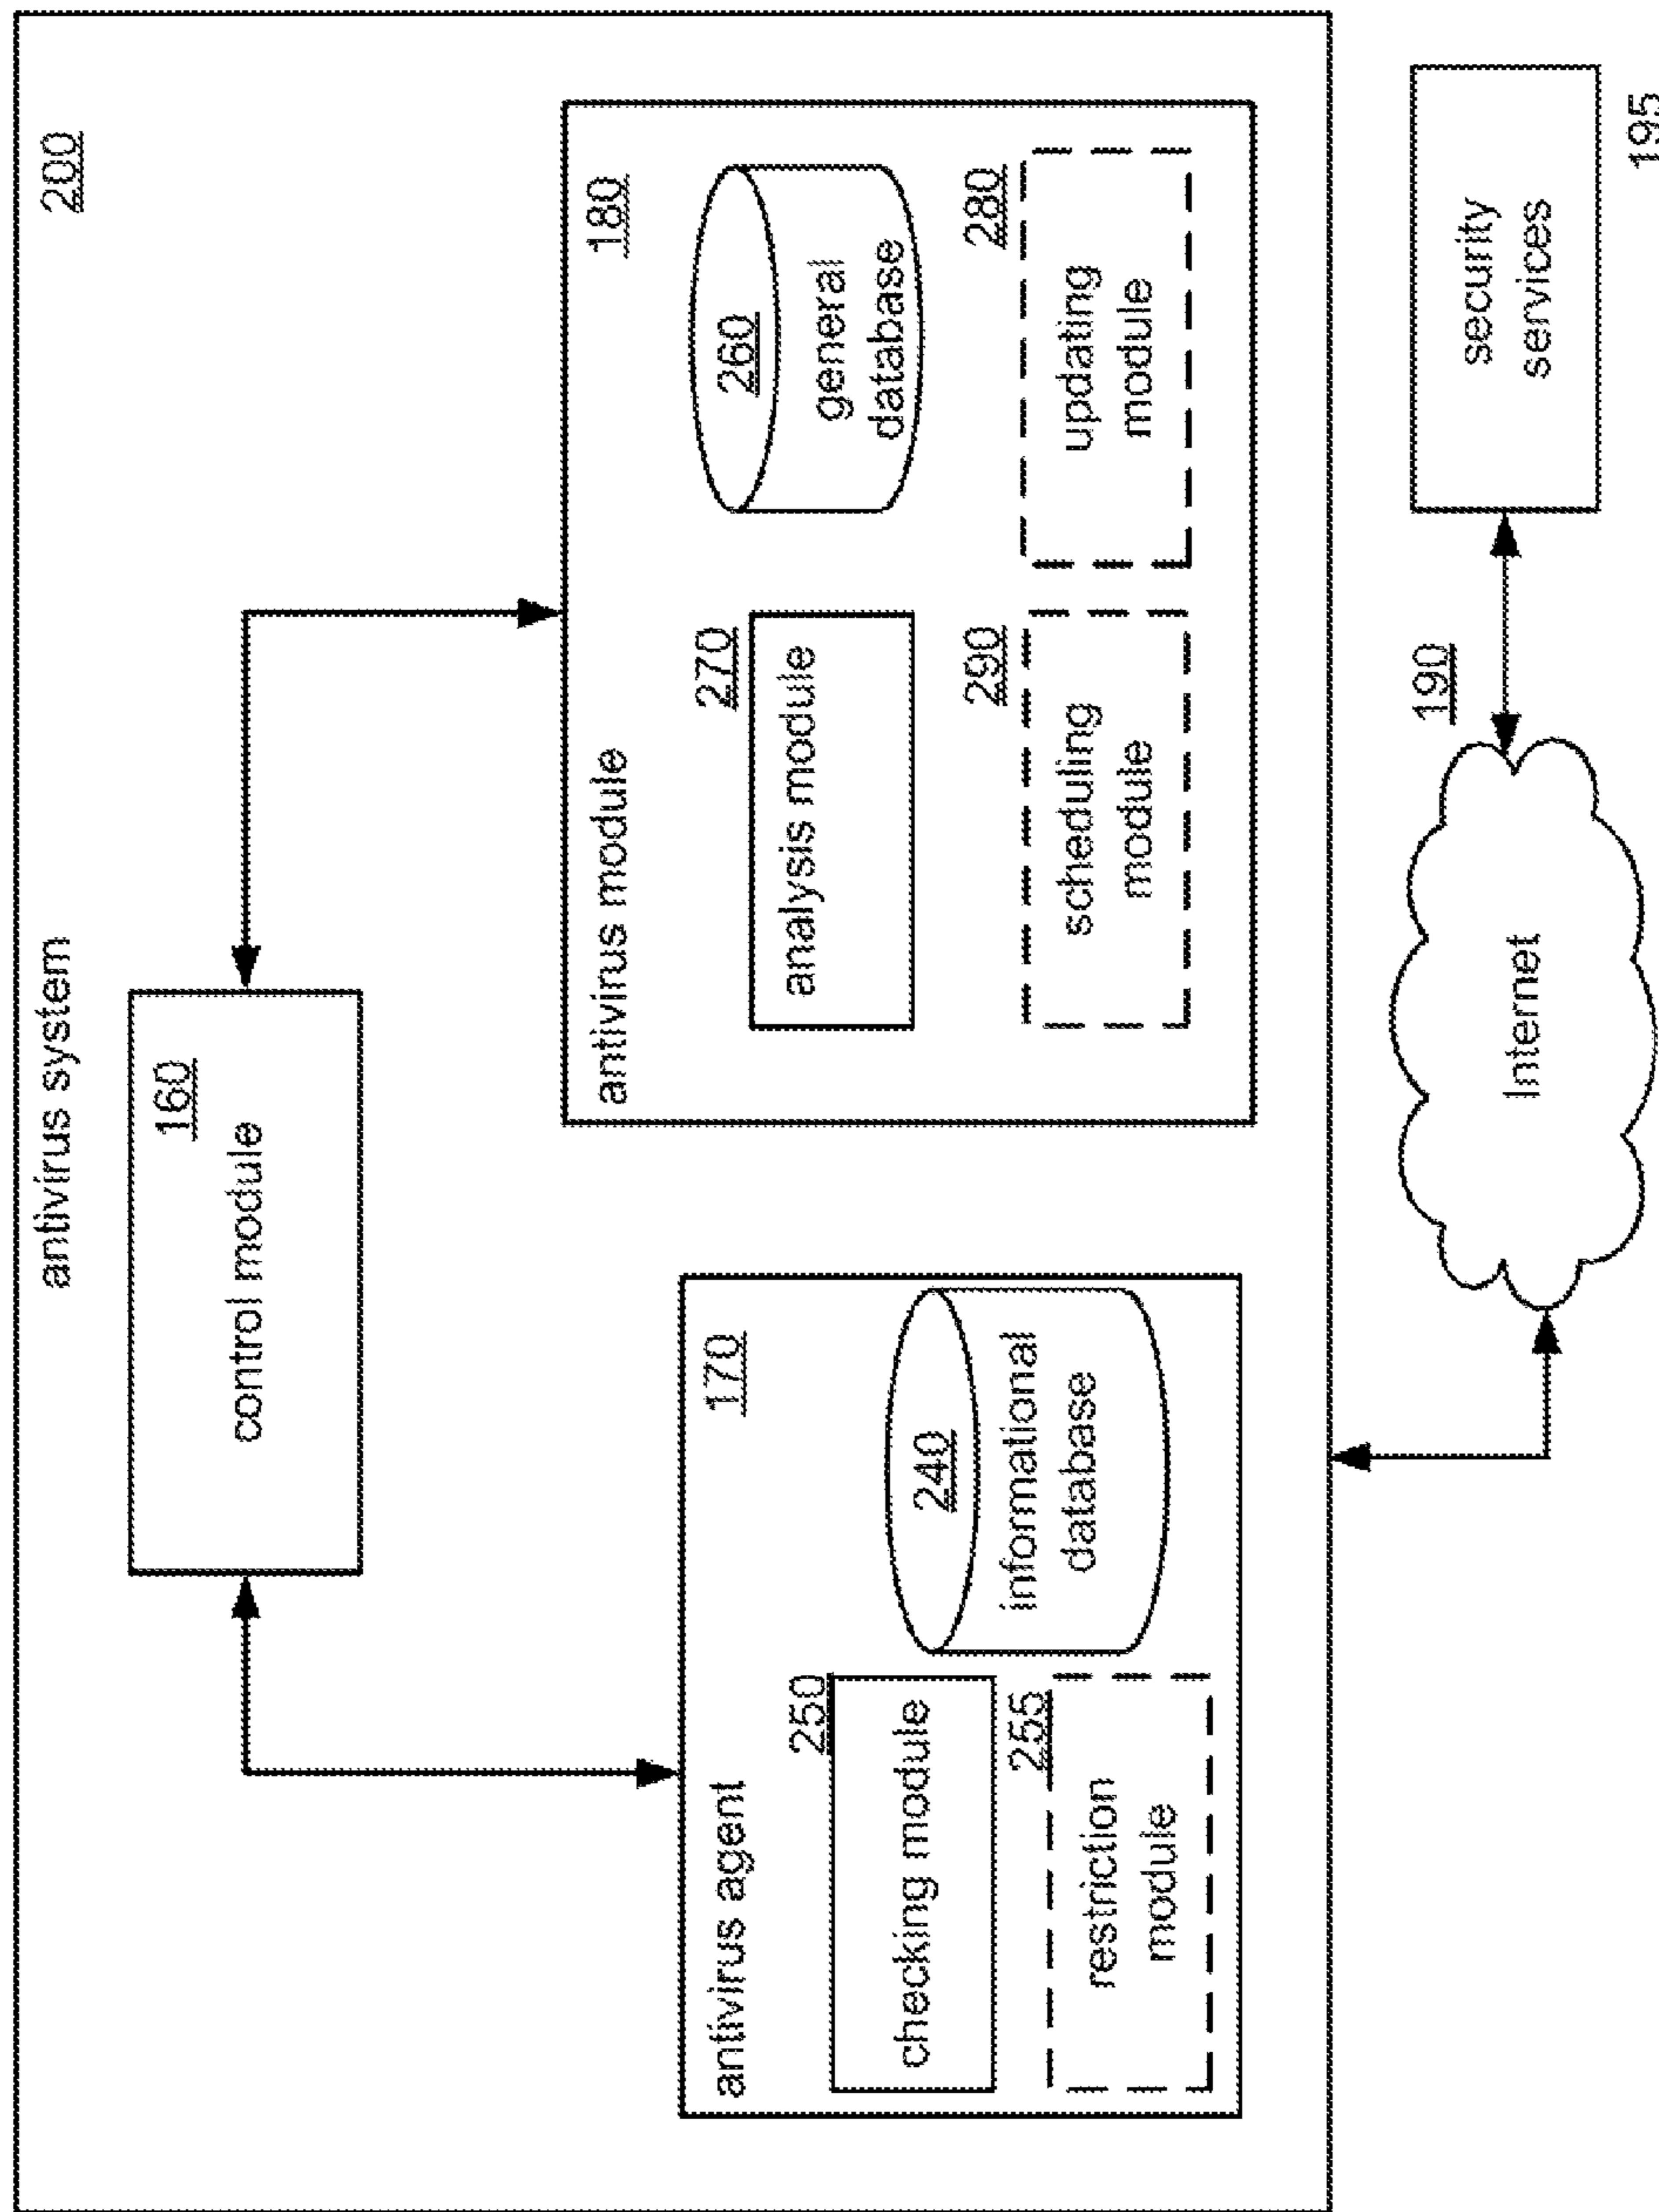 antivirus system
200
160
control module
antivirus agent
170
250
checking module
255
restriction
module
240
informational
database
antivirus module
180
270
analysis module
260
general
database
290
scheduling
module
280
updating
module
Internet
190
security
services
195